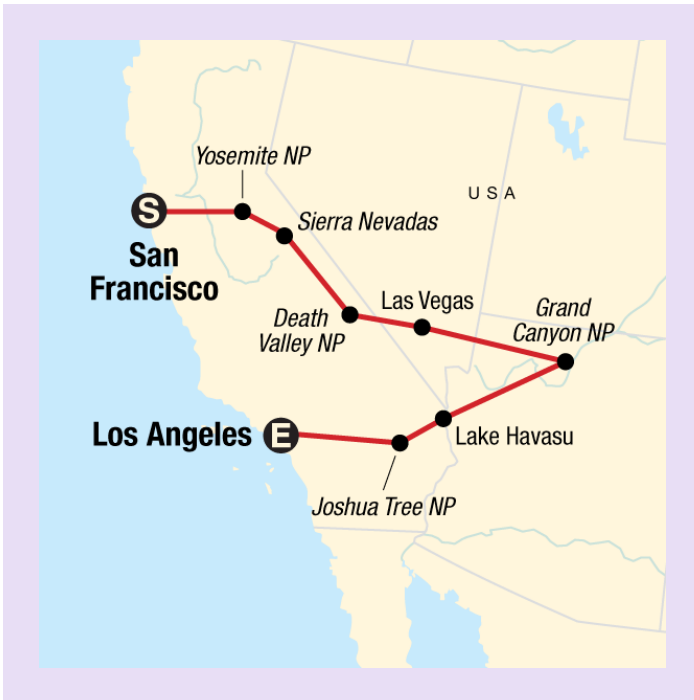 Yosemite NP
USA
S
Sierra Nevadas
San
Francisco
Las Vegas
Death
Valley NP
Grand
Canyon NP
Los Angeles
E
Lake Havasu
Joshua Tree NP